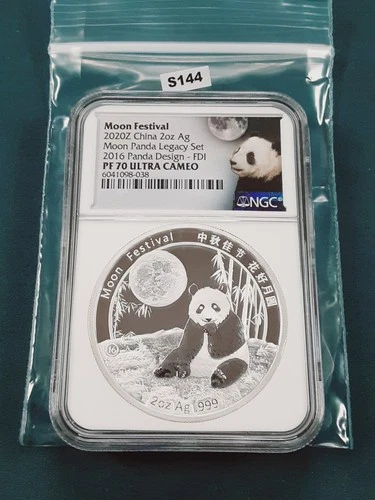 S144
Moon Festival
2020Z China 2oz Ag
Moon Panda Legacy Set
2016 Panda Design - FDI
PF 70 ULTRA CAMEO
6041098-038
NGC
Moon Festival 中秋佳节 花好月圆
2oz Ag .999